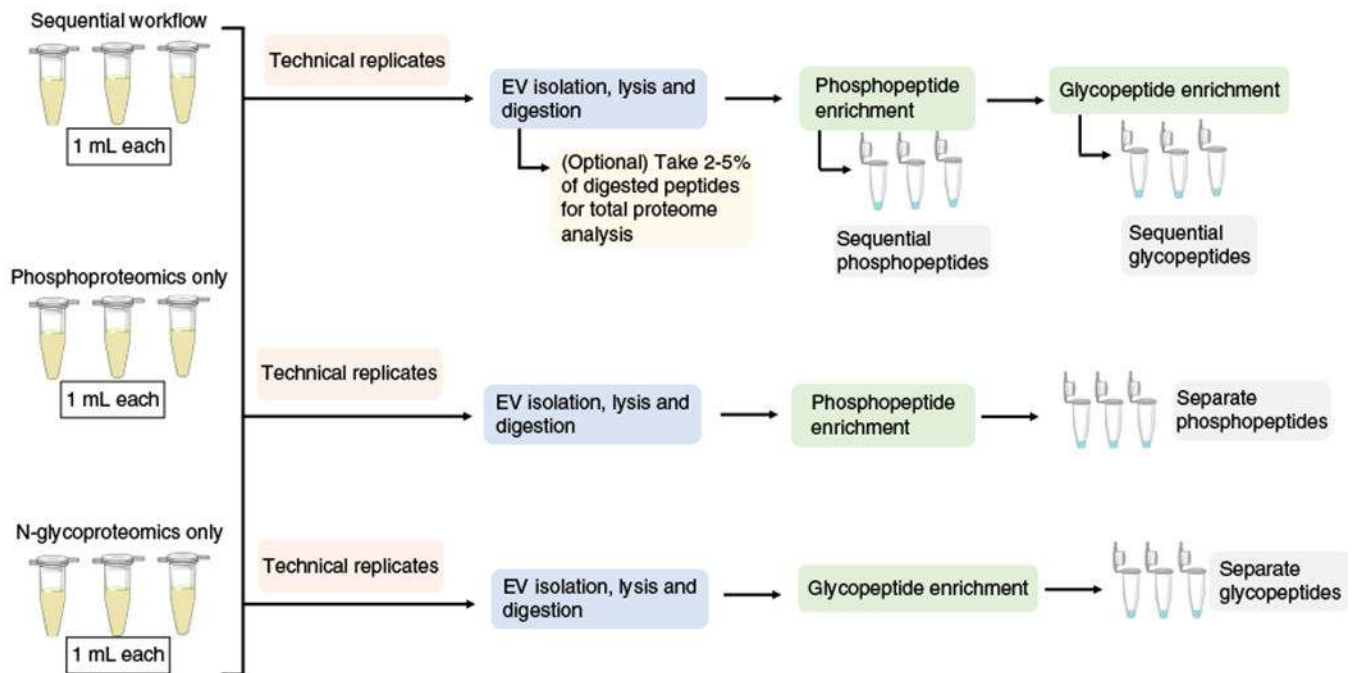 Sequential workflow
1 mL each
Technical replicates
EV isolation, lysis and
digestion
(Optional) Take 2-5%
of digested peptides
for total proteome
analysis
Phosphopeptide
enrichment
Sequential
phosphopeptides
Glycopeptide enrichment
Sequential
glycopeptides
Phosphoproteomics only
1 mL each
Technical replicates
EV isolation, lysis and
digestion
Phosphopeptide
enrichment
Separate
phosphopeptides
N-glycoproteomics only
1 mL each
Technical replicates
EV isolation, lysis and
digestion
Glycopeptide enrichment
Separate
glycopeptides